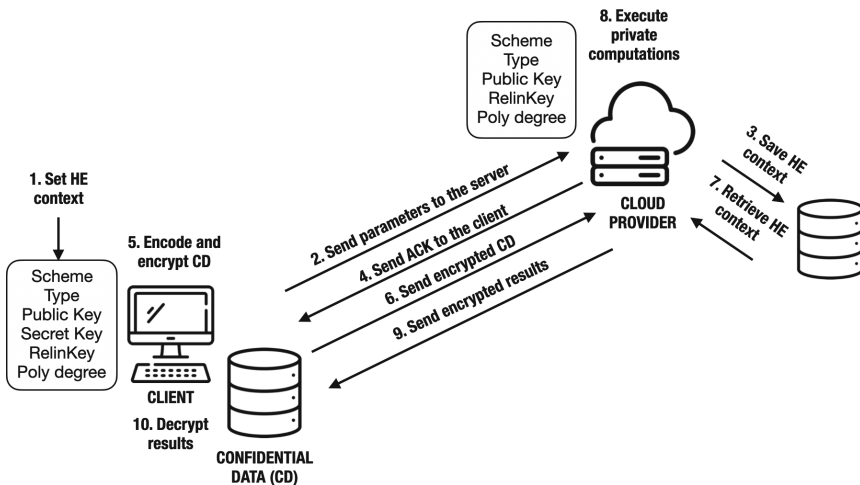 8. Execute
private
computations
Scheme
Type
Public Key
RelinKey
Poly degree
CLOUD
PROVIDER
3. Save HE
context
7. Retrieve HE
context
1. Set HE
context
5. Encode and
encrypt CD
2. Send parameters to the server
4. Send ACK to the client
6. Send encrypted CD
9. Send encrypted results
Scheme
Type
Public Key
Secret Key
RelinKey
Poly degree
CLIENT
10. Decrypt
results
CONFIDENTIAL
DATA (CD)